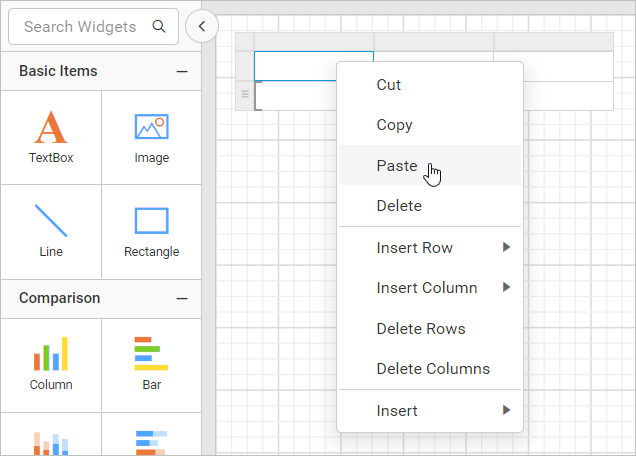 Search Widgets
Basic Items
TextBox
Image
Line
Rectangle
Comparison
Column
Bar
Cut
Copy
Paste
Delete
Insert Row
Insert Column
Delete Rows
Delete Columns
Insert